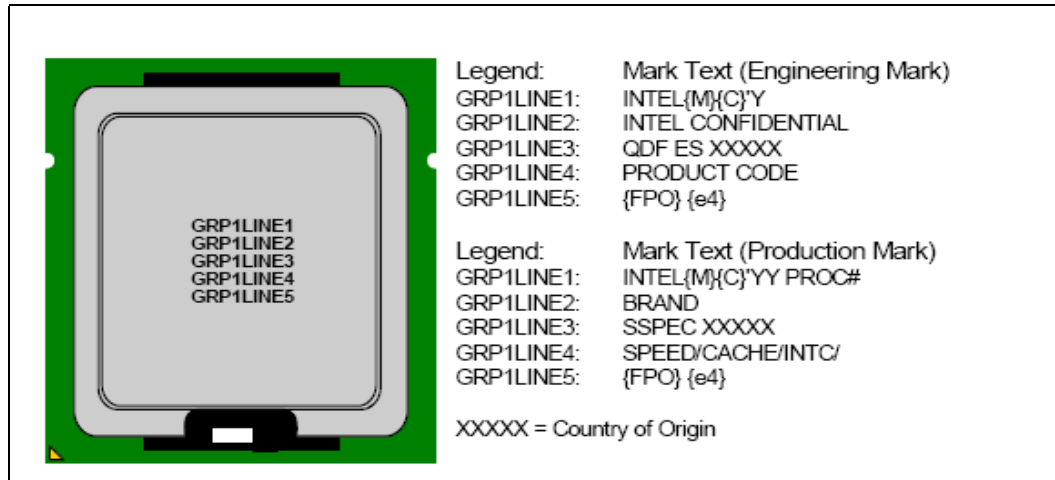 GRP1LINE1
GRP1LINE2
GRP1LINE3
GRP1LINE4
GRP1LINE5
Legend: Mark Text (Engineering Mark)
GRP1LINE1: INTEL{M}{C}'Y
GRP1LINE2: INTEL CONFIDENTIAL
GRP1LINE3: QDF ES XXXXX
GRP1LINE4: PRODUCT CODE
GRP1LINE5: {FPO} {e4}
Legend: Mark Text (Production Mark)
GRP1LINE1: INTEL{M}{C}'YY PROC#
GRP1LINE2: BRAND
GRP1LINE3: SSPEC XXXXX
GRP1LINE4: SPEED/CACHE/INTC/
GRP1LINE5: {FPO} {e4}
XXXXX = Country of Origin